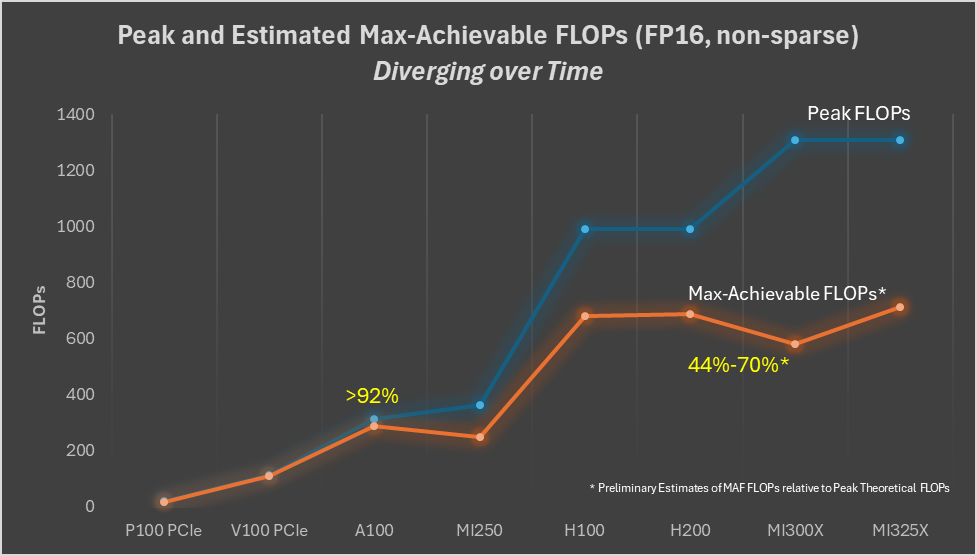 Peak and Estimated Max-Achievable FLOPs (FP16, non-sparse)
Diverging over Time
1400
1200
1000
800
600
400
200
0
FLOPs
Peak FLOPs
Max-Achievable FLOPs*
44%-70%*
>92%
* Preliminary Estimates of MAF FLOPs relative to Peak Theoretical FLOPs
P100 PCIe V100 PCIe A100 MI250 H100 H200 MI300X MI325X